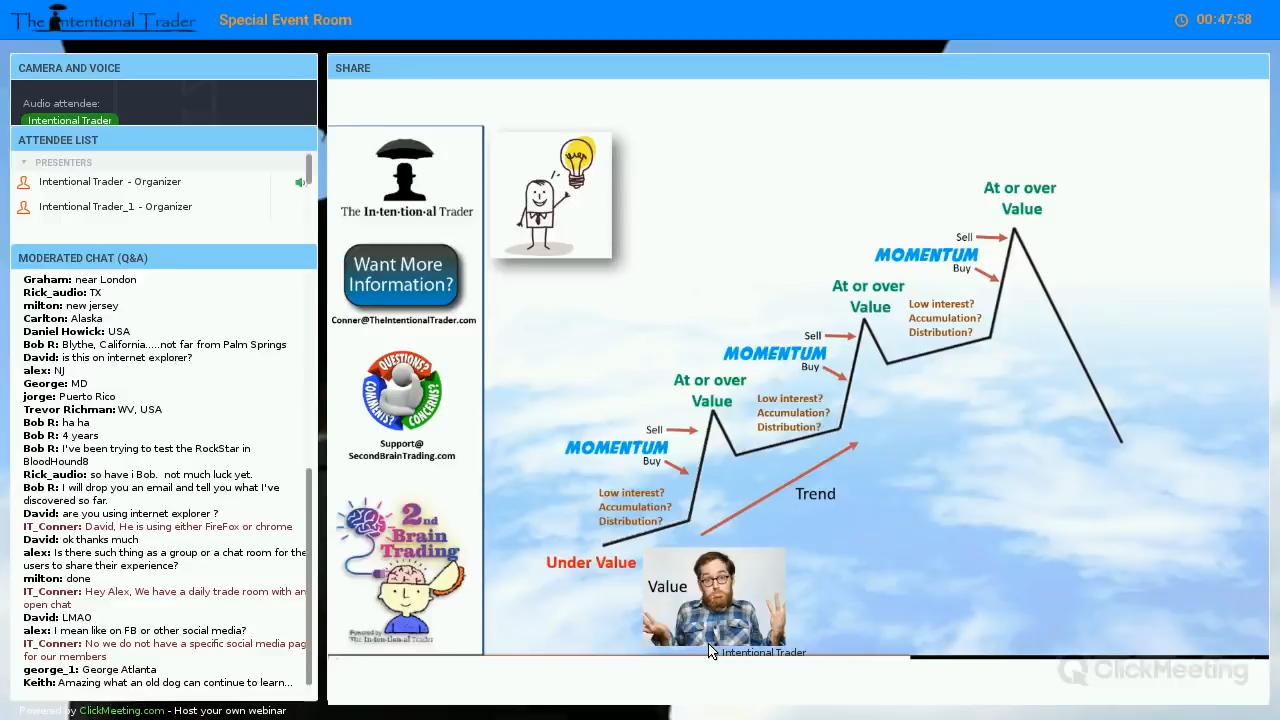 The Intentional Trader
Special Event Room
00:47:58
CAMERA AND VOICE
Audio attendee:
Intentional Trader
ATTENDEE LIST
PRESENTERS
Intentional Trader - Organizer
Intentional Trader_1 - Organizer
MODERATED CHAT (Q&A)
Graham: near London
Rick_audio: TX
milton: new jersey
Carlton: Alaska
Daniel Howick: USA
Bob R: Blythe, California.....not far from Palm Springs
David: is this in internet explorer?
alex: NJ
George: MD
jorge: Puerto Rico
Trevor Richman: WV, USA
Bob R: ha ha
Bob R: 4 years
Bob R: I've been trying to test the RockStar in
BloodHound8
Rick_audio: so have i Bob. not much luck yet.
Bob R: I will drop you an email and tell you what I've
discovered so far.
David: are you using internet explorer ?
IT_Conner: David, He is using either FireFox or chrome
David: ok thanks much
alex: Is there such thing as a group or a chat room for the
users to share their experience?
milton: done
IT_Conner: Hey Alex, We have a daily trade room with an
open chat
David: LMAO
alex: I mean like on FB or other social media?
IT_Conner: No we do not have a specific social media pag
for our members
george_1: George Atlanta
Keith: Amazing what an old dog can continue to learn...
Powered by ClickMeeting.com - Host your own webinar
SHARE
The In·ten·tion·al Trader
Want More
Information?
Conner@TheIntentionalTrader.com
QUESTIONS?
COMMENTS?
CONCERNS?
Support@
SecondBrainTrading.com
2nd
Brain
Trading
Powered by
The In·ten·tion·al Trader
At or over
Value
Sell
MOMENTUM
Buy
At or over
Value
Low interest?
Accumulation?
Distribution?
Sell
MOMENTUM
Buy
At or over
Value
Low interest?
Accumulation?
Distribution?
Sell
MOMENTUM
Buy
Low interest?
Accumulation?
Distribution?
Trend
Under Value
Value
Intentional Trader
ClickMeeting